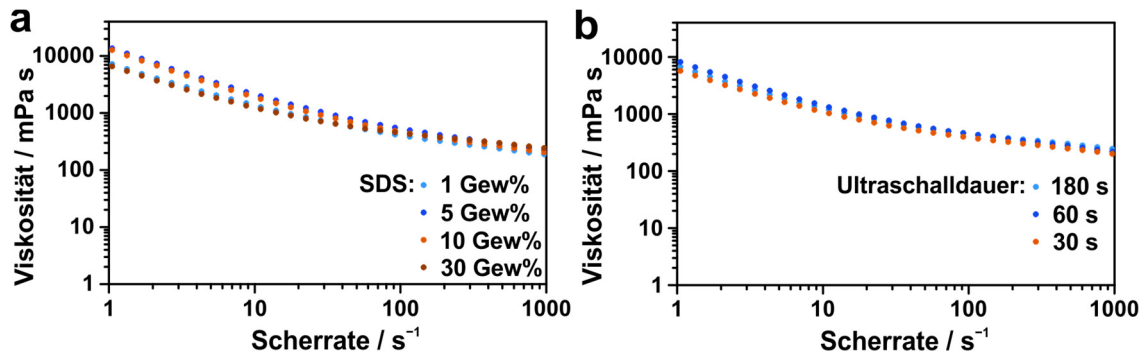 a
10000
1000
100
10
1
Viskosität / mPa s
SDS: 1 Gew%
5 Gew%
10 Gew%
30 Gew%
1 10 100 1000
Scherrate / s⁻¹
b
10000
1000
100
10
1
Viskosität / mPa s
Ultraschalldauer: 180 s
60 s
30 s
1 10 100 1000
Scherrate / s⁻¹